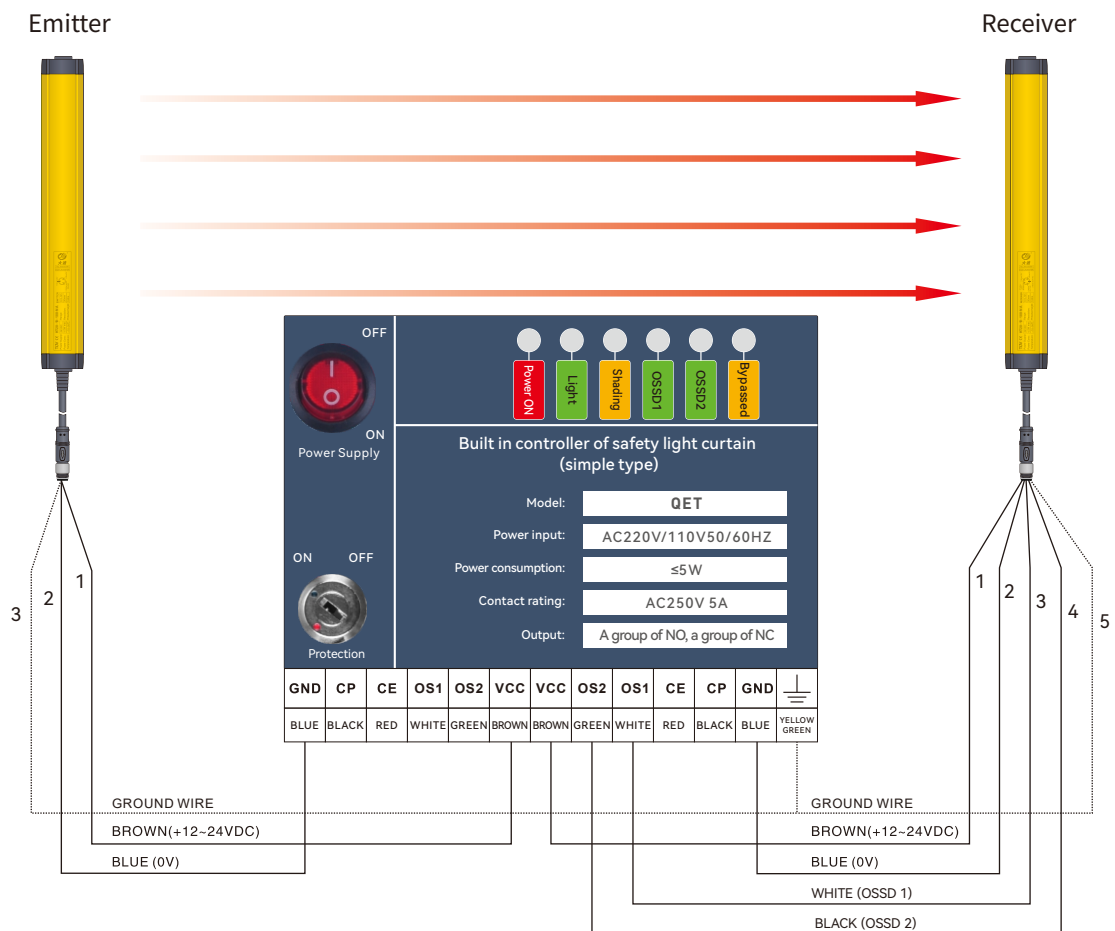 Emitter
Receiver
OFF
ON
Power Supply
Power ON
Light
Shading
OSSD1
OSSD2
Bypassed
Built in controller of safety light curtain
(simple type)
Model: QET
Power input: AC220V/110V50/60HZ
Power consumption: ≤5W
Contact rating: AC250V 5A
Output: A group of NO, a group of NC
ON OFF
Protection
GND CP CE OS1 OS2 VCC VCC OS2 OS1 CE CP GND
BLUE BLACK RED WHITE GREEN BROWN BROWN GREEN WHITE RED BLACK BLUE YELLOW
GREEN
3 2 1
1 2 3 4 5
GROUND WIRE
BROWN(+12~24VDC)
BLUE (0V)
GROUND WIRE
BROWN(+12~24VDC)
BLUE (0V)
WHITE (OSSD 1)
BLACK (OSSD 2)